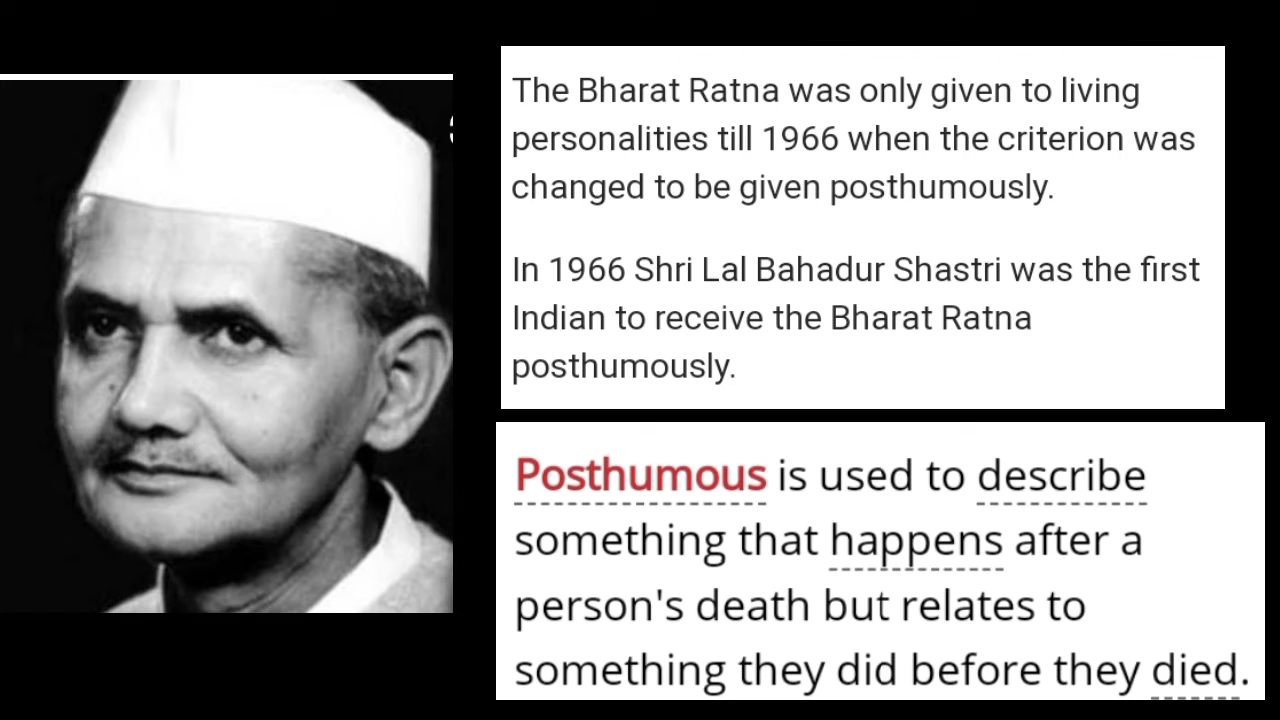 The Bharat Ratna was only given to living
personalities till 1966 when the criterion was
changed to be given posthumously.
In 1966 Shri Lal Bahadur Shastri was the first
Indian to receive the Bharat Ratna
posthumously.
Posthumous is used to describe
something that happens after a
person's death but relates to
something they did before they died.